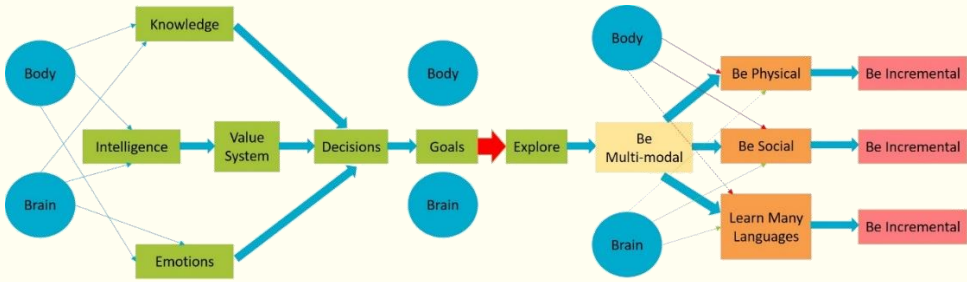 Knowledge
Body
Intelligence
Brain
Emotions
Value
System
Decisions
Body
Goals
Brain
Explore
Body
Be
Multi-modal
Brain
Be Physical
Be Incremental
Be Social
Be Incremental
Learn Many
Languages
Be Incremental